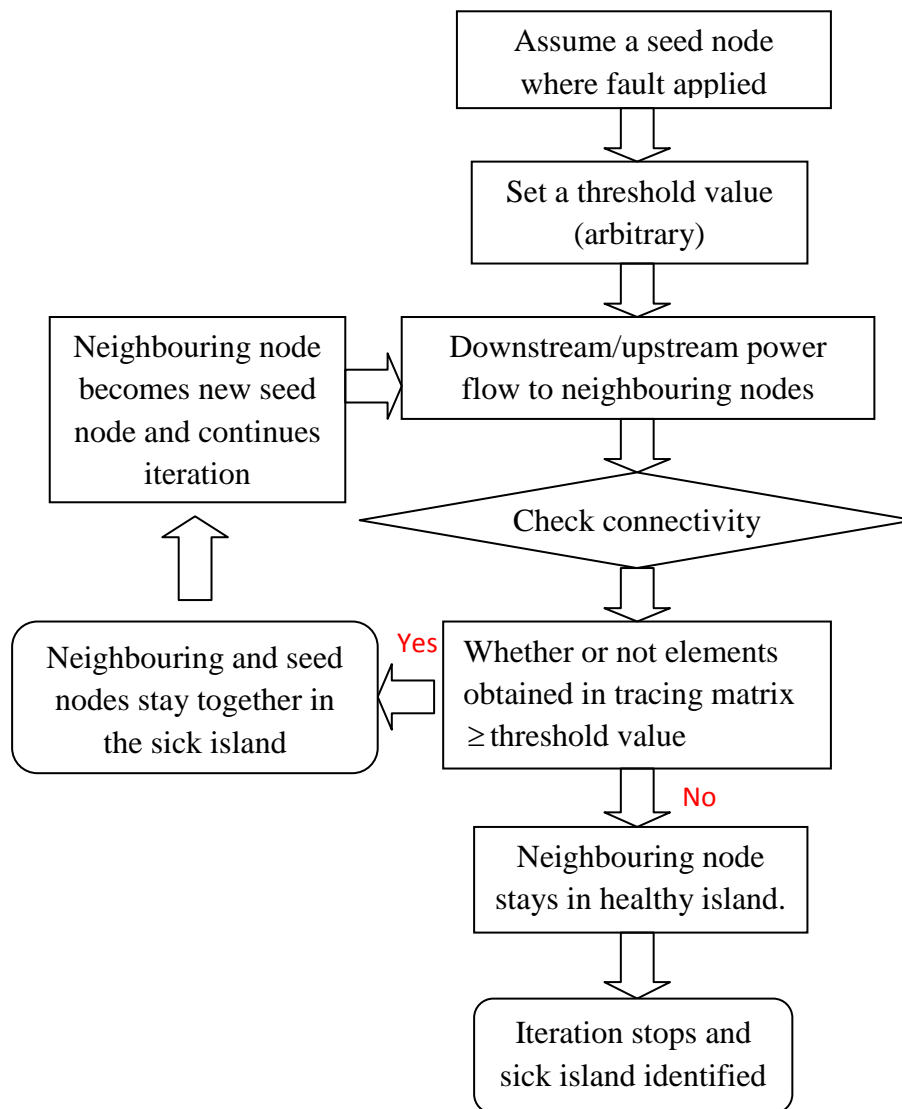 Assume a seed node
where fault applied
Set a threshold value
(arbitrary)
Neighbouring node
becomes new seed
node and continues
iteration
Downstream/upstream power
flow to neighbouring nodes
Check connectivity
Yes
Neighbouring and seed
nodes stay together in
the sick island
Whether or not elements
obtained in tracing matrix
≥ threshold value
No
Neighbouring node
stays in healthy island.
Iteration stops and
sick island identified